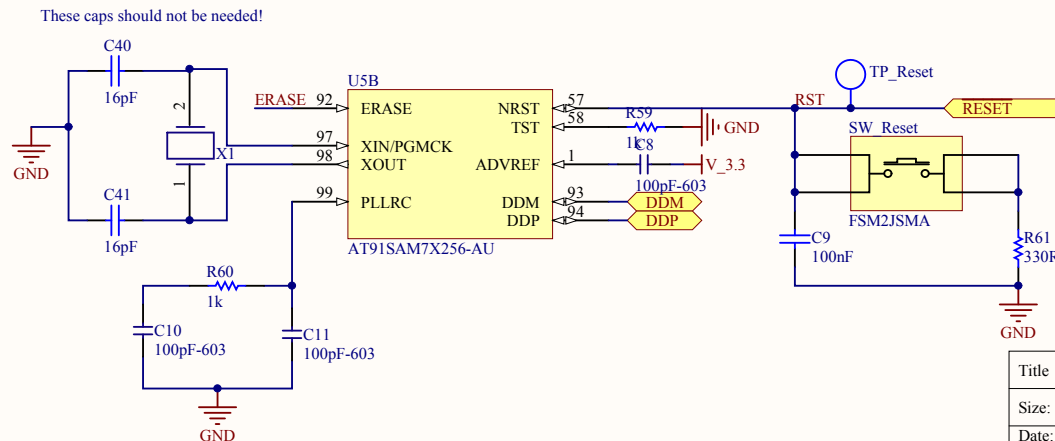 These caps should not be needed!
C40
16pF
2
X1
1
C41
16pF
GND
ERASE
92
97
98
99
U5B
ERASE
XIN/PGMCK
XOUT
PLLRC
NRST
TST
ADVREF
DDM
DDP
AT91SAM7X256-AU
57
58
1
93
94
R59
1k
GND
C8
100pF-603
V_3.3
DDM
DDP
RST
TP_Reset
RESET
SW_Reset
FSM2JSMA
C9
100nF
R61
330R
GND
R60
1k
C10
100pF-603
C11
100pF-603
GND
Title
Size:
Date: